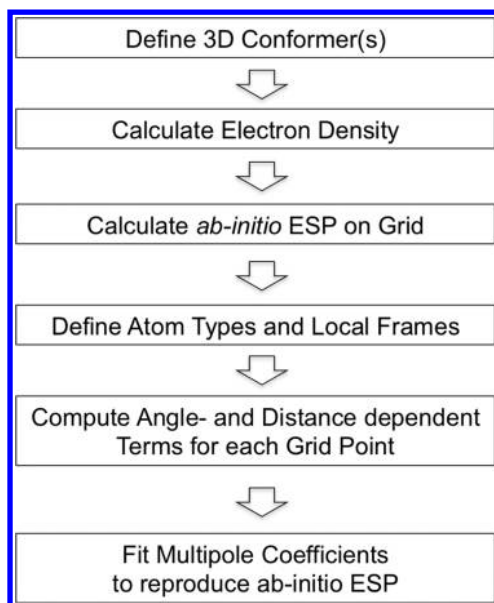 Define 3D Conformer(s)
Calculate Electron Density
Calculate ab-initio ESP on Grid
Define Atom Types and Local Frames
Compute Angle- and Distance dependent
Terms for each Grid Point
Fit Multipole Coefficients
to reproduce ab-initio ESP